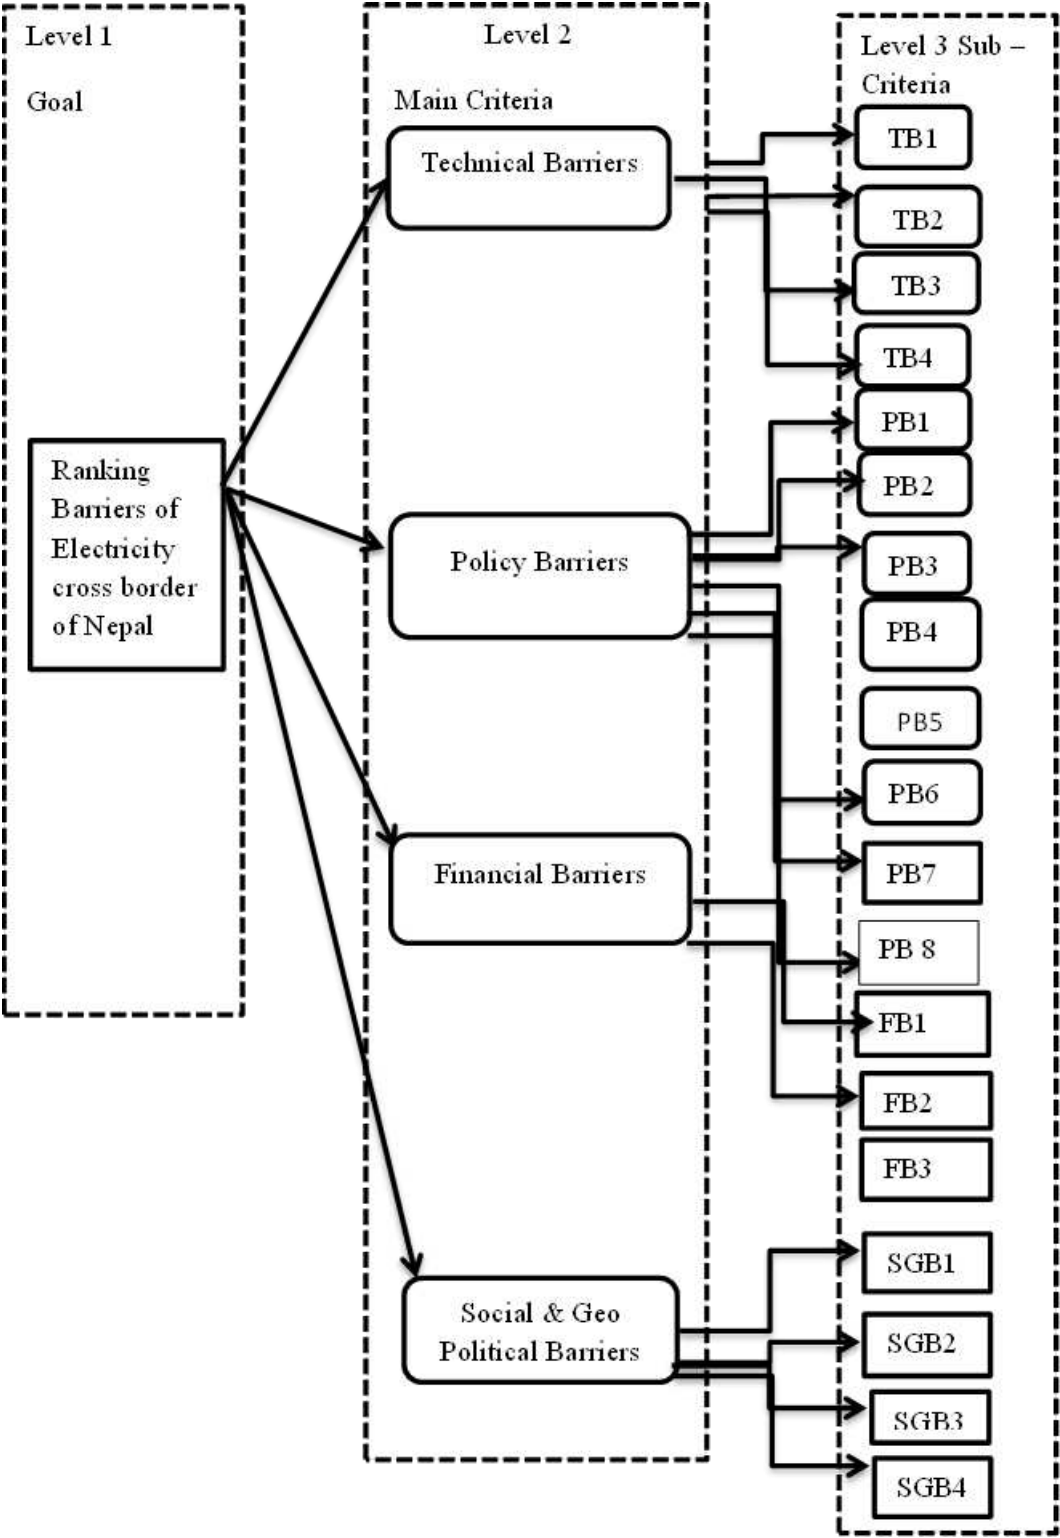 Level 1
Goal
Ranking
Barriers of
Electricity
cross border
of Nepal
Level 2
Main Criteria
Technical Barriers
Policy Barriers
Financial Barriers
Social & Geo
Political Barriers
Level 3 Sub –
Criteria
TB1
TB2
TB3
TB4
PB1
PB2
PB3
PB4
PB5
PB6
PB7
PB 8
FB1
FB2
FB3
SGB1
SGB2
SGB3
SGB4